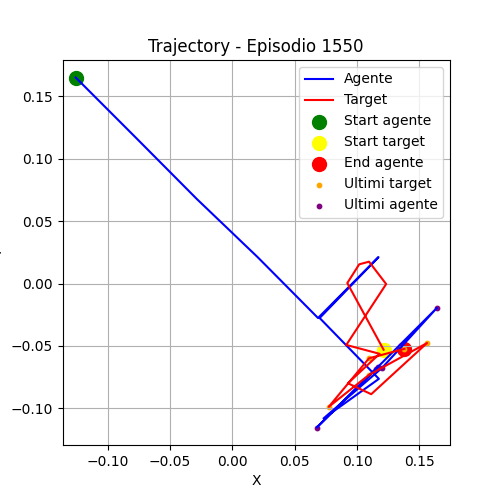 Trajectory - Episodio 1550
Agente
Target
Start agente
Start target
End agente
Ultimi target
Ultimi agente
0.15
0.10
0.05
0.00
−0.05
−0.10
−0.10
−0.05
0.00
0.05
0.10
0.15
X